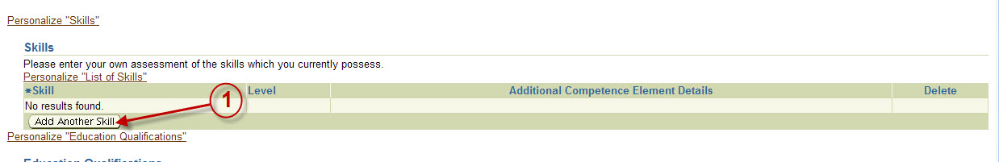 Personalize "Skills"
Skills
Please enter your own assessment of the skills which you currently possess.
Personalize "List of Skills"
*Skill Level Additional Competence Element Details Delete
No results found.
1
Add Another Skill
Personalize "Education Qualifications"
Education Qualifications